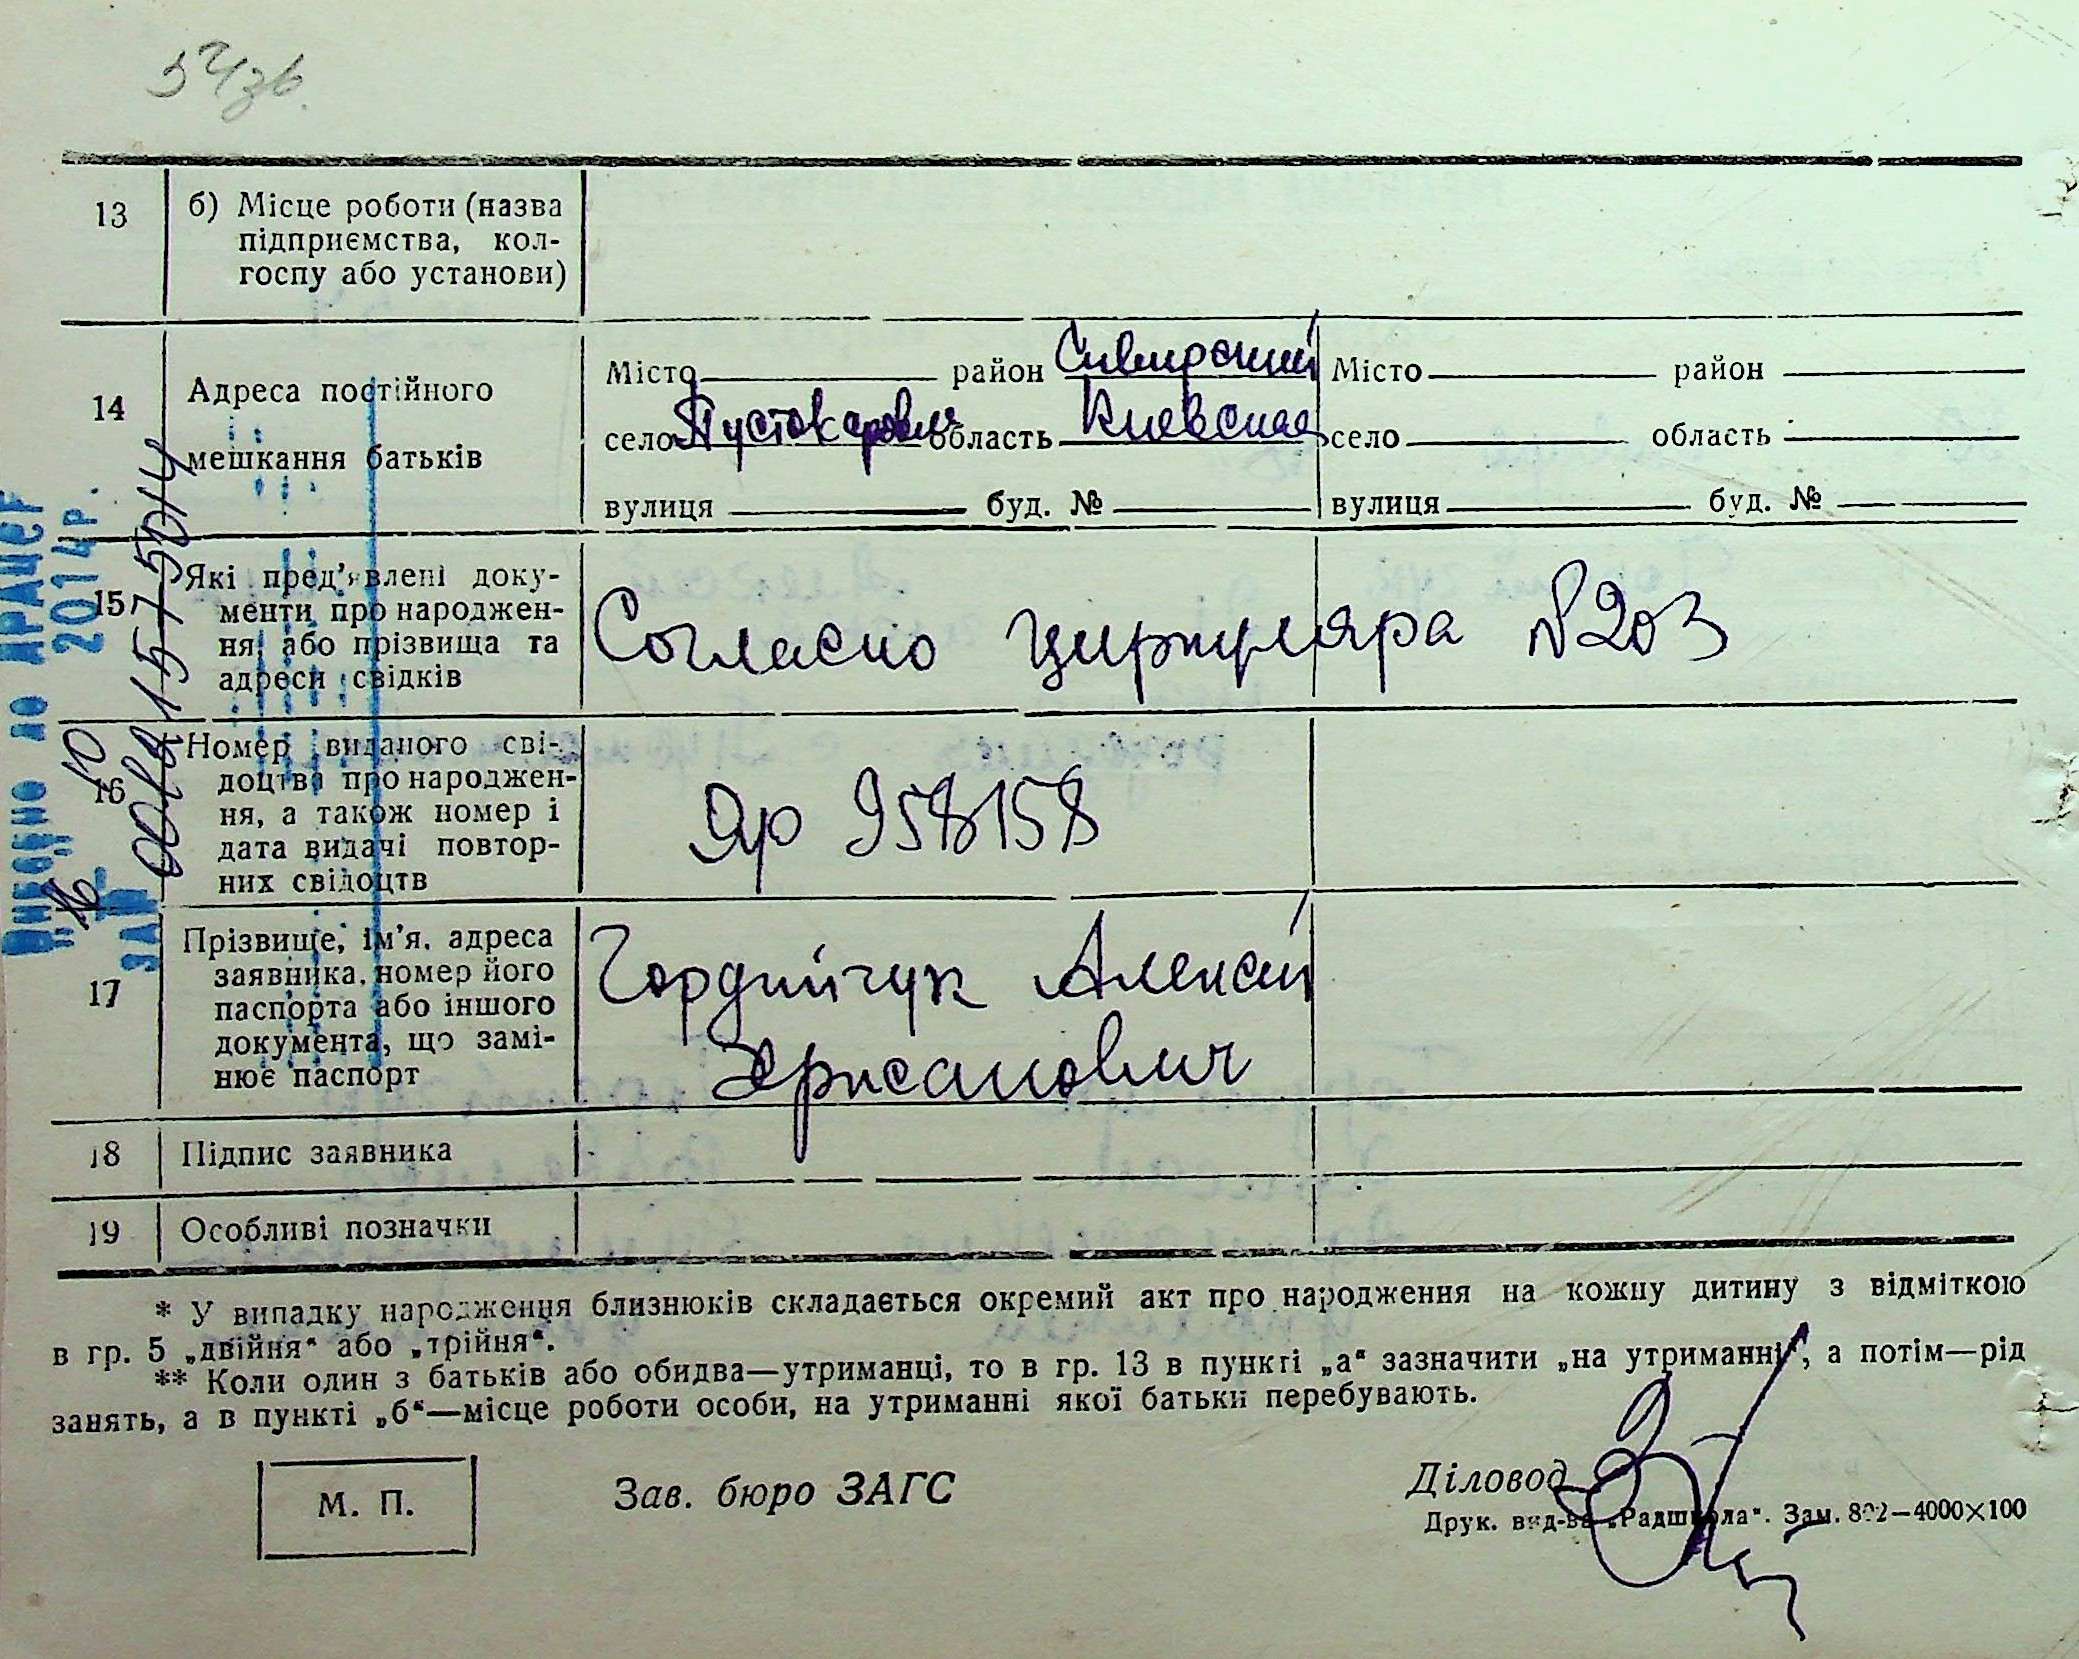 54зв.
13 б) Місце роботи (назва
підприємства, кол-
госпу або установи)
14 Адреса постійного
мешкання батьків
Місто район Сквирский Місто район
село Пустоваровка область Киевская село область
вулиця буд. № вулиця буд. №
15 Які пред'явлені доку-
менти про народжен-
ня або прізвища та
адреси свідків
Согласно циркуляра №203
16 Номер виданого сві-
доцтва про народжен-
ня, а також номер і
дата видачі повтор-
них свідоцтв
Яр 958158
17 Прізвище, ім'я, адреса
заявника, номер його
паспорта або іншого
документа, що замі-
нює паспорт
Гордийчук Алексей
Хрисанович
18 Підпис заявника
19 Особливі позначки
* У випадку народження близнюків складається окремий акт про народження на кожну дитину з відміткою
в гр. 5 „двійня“ або „трійня“.
** Коли один з батьків або обидва—утриманці, то в гр. 13 в пункті „а“ зазначити „на утриманні“, а потім—рід
занять, а в пункті „б“—місце роботи особи, на утриманні якої батьки перебувають.
М. П. Зав. бюро ЗАГС Діловод
Друк. вид-ва „Радшкола“. Зам. 802—4000×100
ДРАЦСГ
2014 р.
00181575014